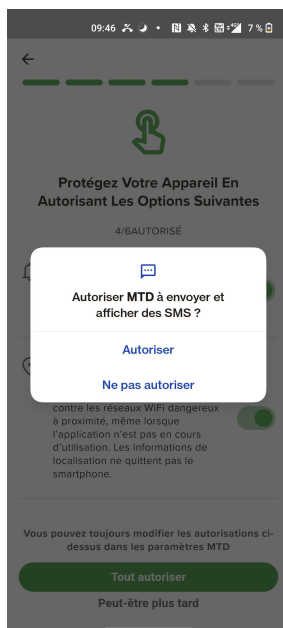 09:46
7 %
Protégez Votre Appareil En
Autorisant Les Options Suivantes
4/6AUTORISÉ
Autoriser MTD à envoyer et
afficher des SMS ?
Autoriser
Ne pas autoriser
contre les réseaux WiFi dangereux
à proximité, même lorsque
l'application n'est pas en cours
d'utilisation. Les informations de
localisation ne quittent pas le
smartphone.
Vous pouvez toujours modifier les autorisations ci-
dessus dans les paramètres MTD
Tout autoriser
Peut-être plus tard